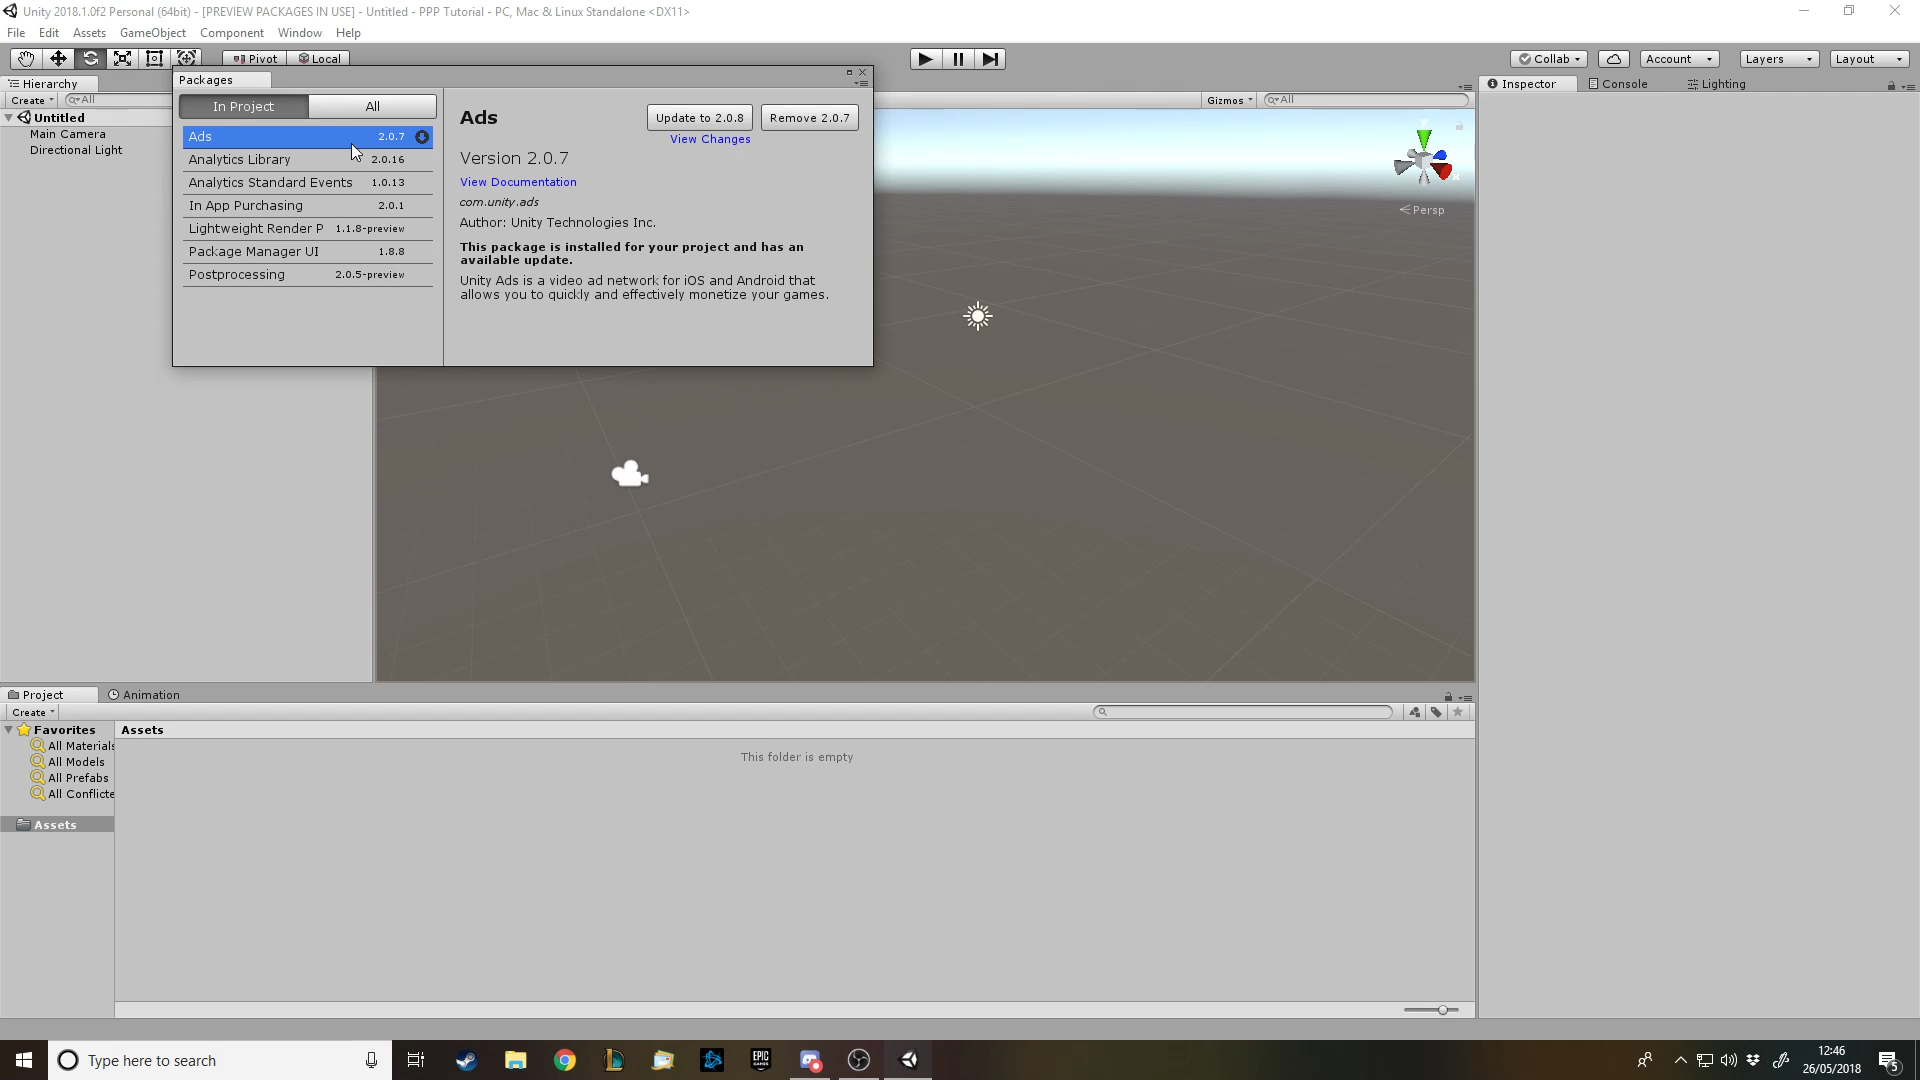 Unity 2018.1.0f2 Personal (64bit) - [PREVIEW PACKAGES IN USE] - Untitled - PPP Tutorial - PC, Mac & Linux Standalone <DX11>
File Edit Assets GameObject Component Window Help
Pivot Local
Collab Account Layers Layout
Hierarchy
Create All
Untitled
Main Camera
Directional Light
Packages
In Project All
Ads 2.0.7
Analytics Library 2.0.16
Analytics Standard Events 1.0.13
In App Purchasing 2.0.1
Lightweight Render P 1.1.8-preview
Package Manager UI 1.8.8
Postprocessing 2.0.5-preview
Ads
Update to 2.0.8 Remove 2.0.7
View Changes
Version 2.0.7
View Documentation
com.unity.ads
Author: Unity Technologies Inc.
This package is installed for your project and has an
available update.
Unity Ads is a video ad network for iOS and Android that
allows you to quickly and effectively monetize your games.
Gizmos All
y
x
Persp
Inspector Console Lighting
Project Animation
Create
Favorites
All Materials
All Models
All Prefabs
All Conflicte
Assets
Assets
This folder is empty
Type here to search
EPIC GAMES
12:46
26/05/2018
5